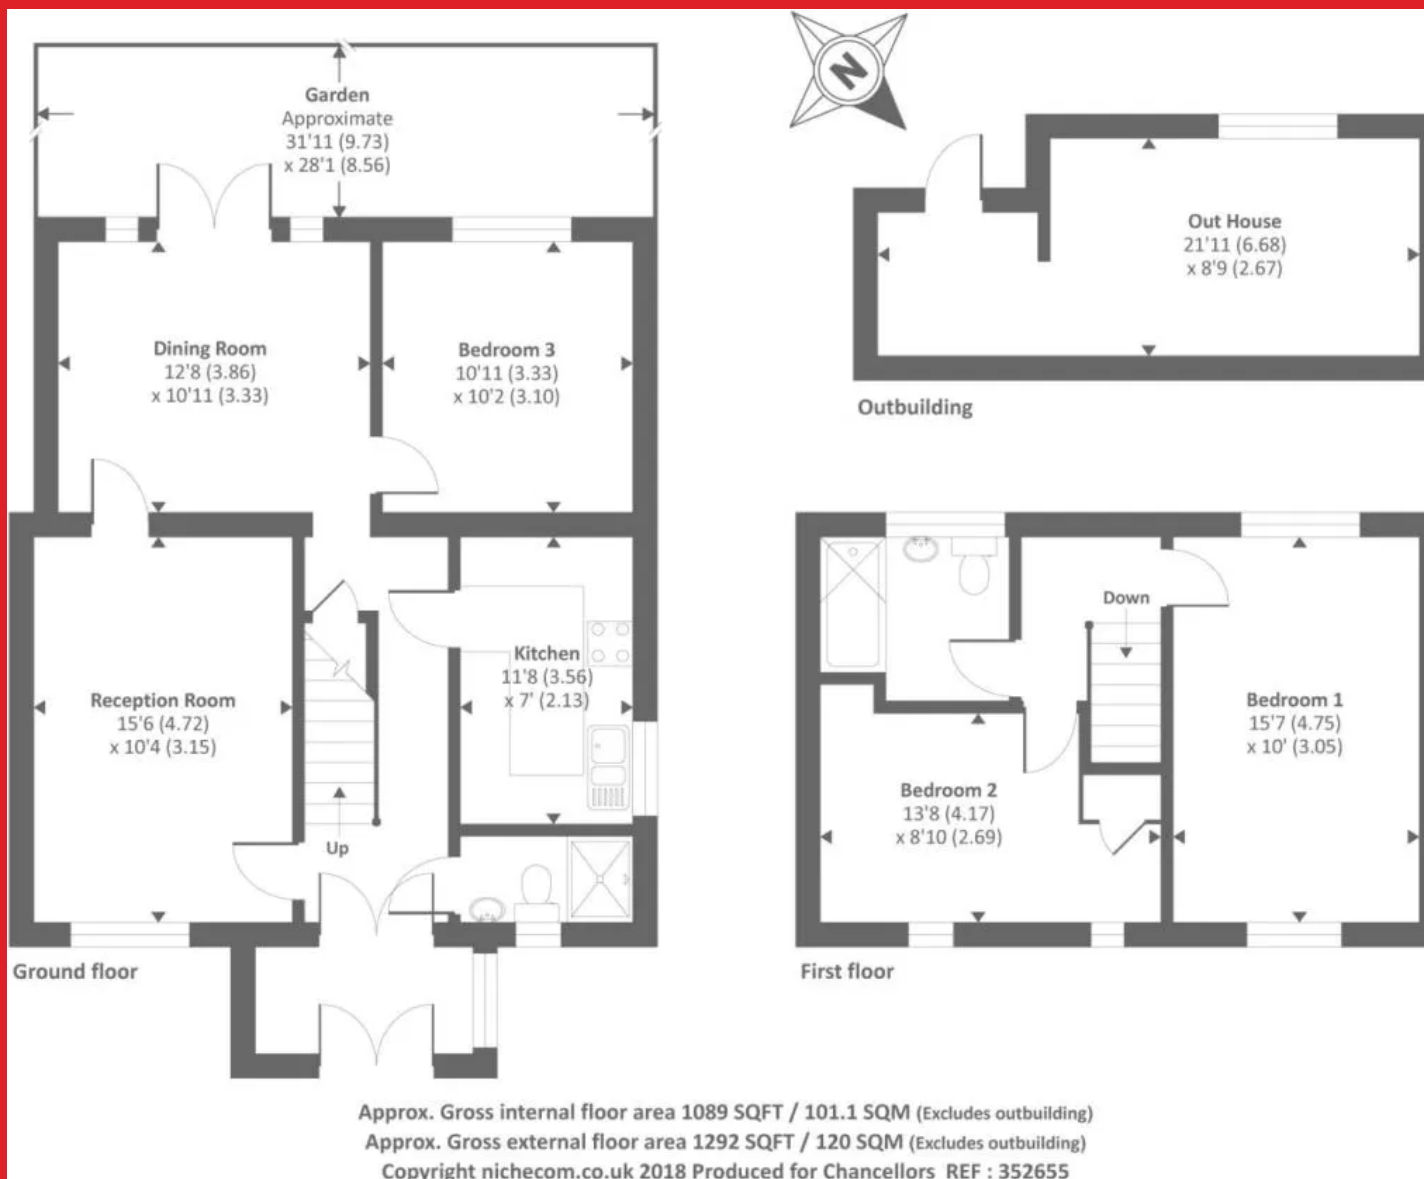 Garden
Approximate
31'11 (9.73)
x 28'1 (8.56)
N
Out House
21'11 (6.68)
x 8'9 (2.67)
Outbuilding
Dining Room
12'8 (3.86)
x 10'11 (3.33)
Bedroom 3
10'11 (3.33)
x 10'2 (3.10)
Reception Room
15'6 (4.72)
x 10'4 (3.15)
Kitchen
11'8 (3.56)
x 7' (2.13)
Up
Ground floor
Down
Bedroom 1
15'7 (4.75)
x 10' (3.05)
Bedroom 2
13'8 (4.17)
x 8'10 (2.69)
First floor
Approx. Gross internal floor area 1089 SQFT / 101.1 SQM (Excludes outbuilding)
Approx. Gross external floor area 1292 SQFT / 120 SQM (Excludes outbuilding)
Copyright nichecom.co.uk 2018 Produced for Chancellors REF : 352655